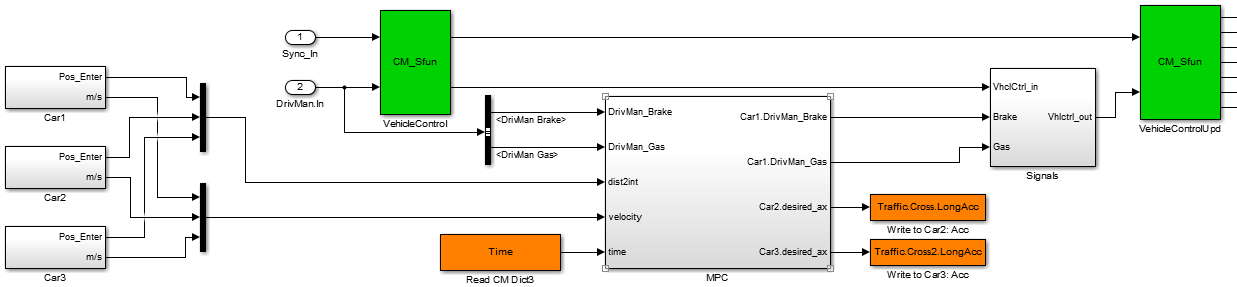 1
Sync_In
2
DrivMan.In
CM_Sfun
VehicleControl
CM_Sfun
VehicleControlUpd
Pos_Enter
m/s
Car1
Pos_Enter
m/s
Car2
Pos_Enter
m/s
Car3
<DrivMan Brake>
<DrivMan Gas>
DrivMan_Brake
DrivMan_Gas
dist2int
velocity
time
Car1.DrivMan_Brake
Car1.DrivMan_Gas
Car2.desired_ax
Car3.desired_ax
MPC
VhclCtrl_in
Brake
Gas
Vhlctrl_out
Signals
Time
Read CM Dict3
Traffic.Cross.LongAcc
Write to Car2: Acc
Traffic.Cross2.LongAcc
Write to Car3: Acc